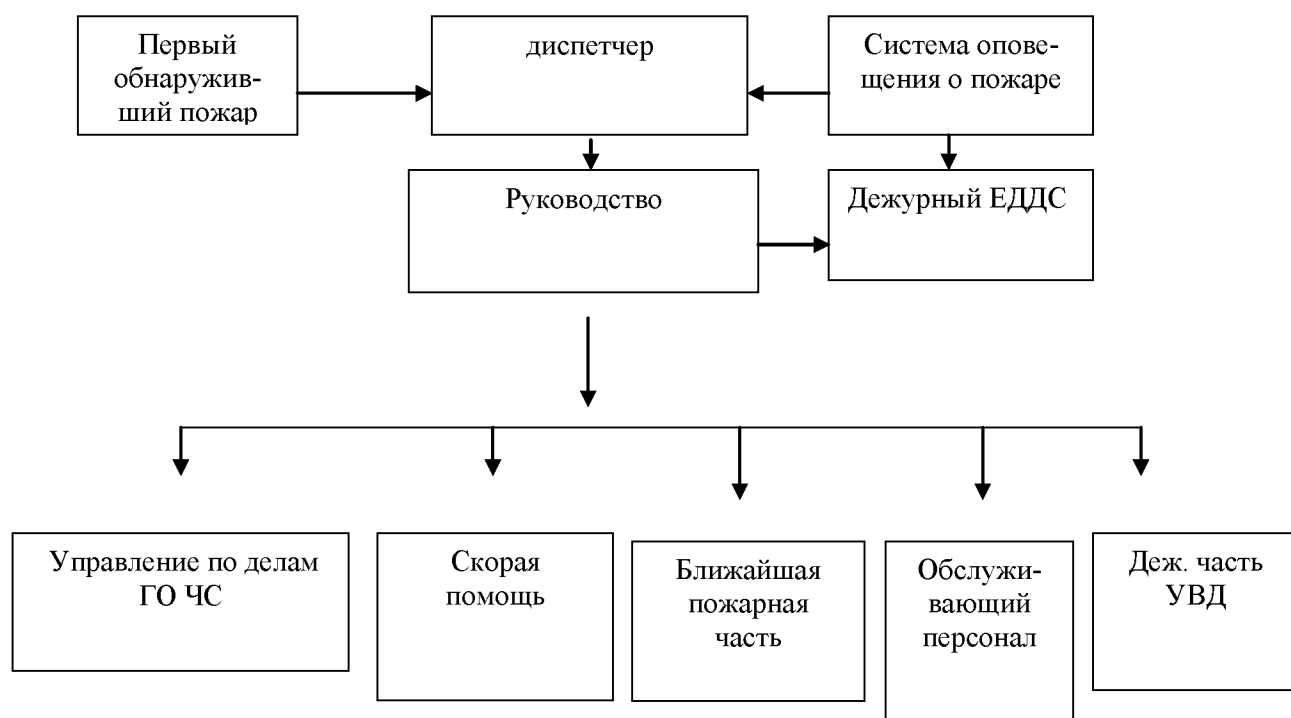 Первый
обнаружив-
ший пожар
диспетчер
Система опове-
щения о пожаре
Руководство
Дежурный ЕДДС
Управление по делам
ГО ЧС
Скорая
помощь
Ближайшая
пожарная
часть
Обслужи-
вающий
персонал
Деж. часть
УВД